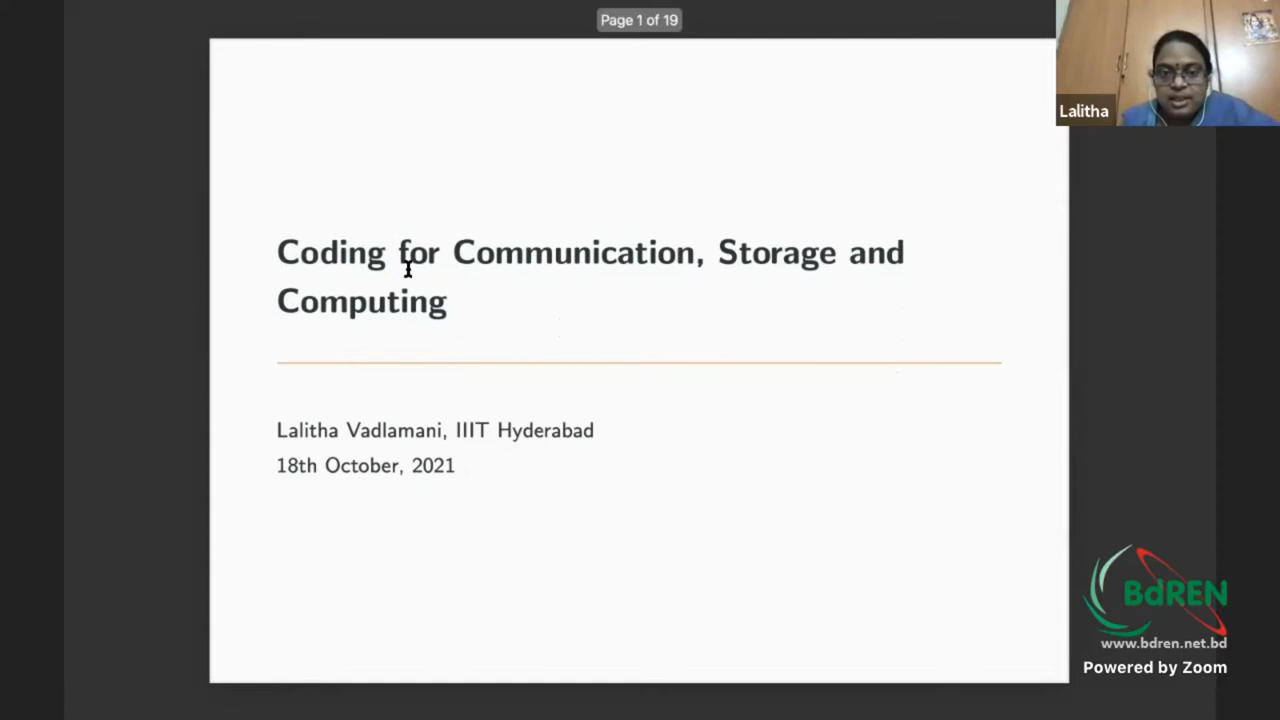 Page 1 of 19
Lalitha
Coding for Communication, Storage and
Computing
Lalitha Vadlamani, IIIT Hyderabad
18th October, 2021
BdREN
www.bdren.net.bd
Powered by Zoom